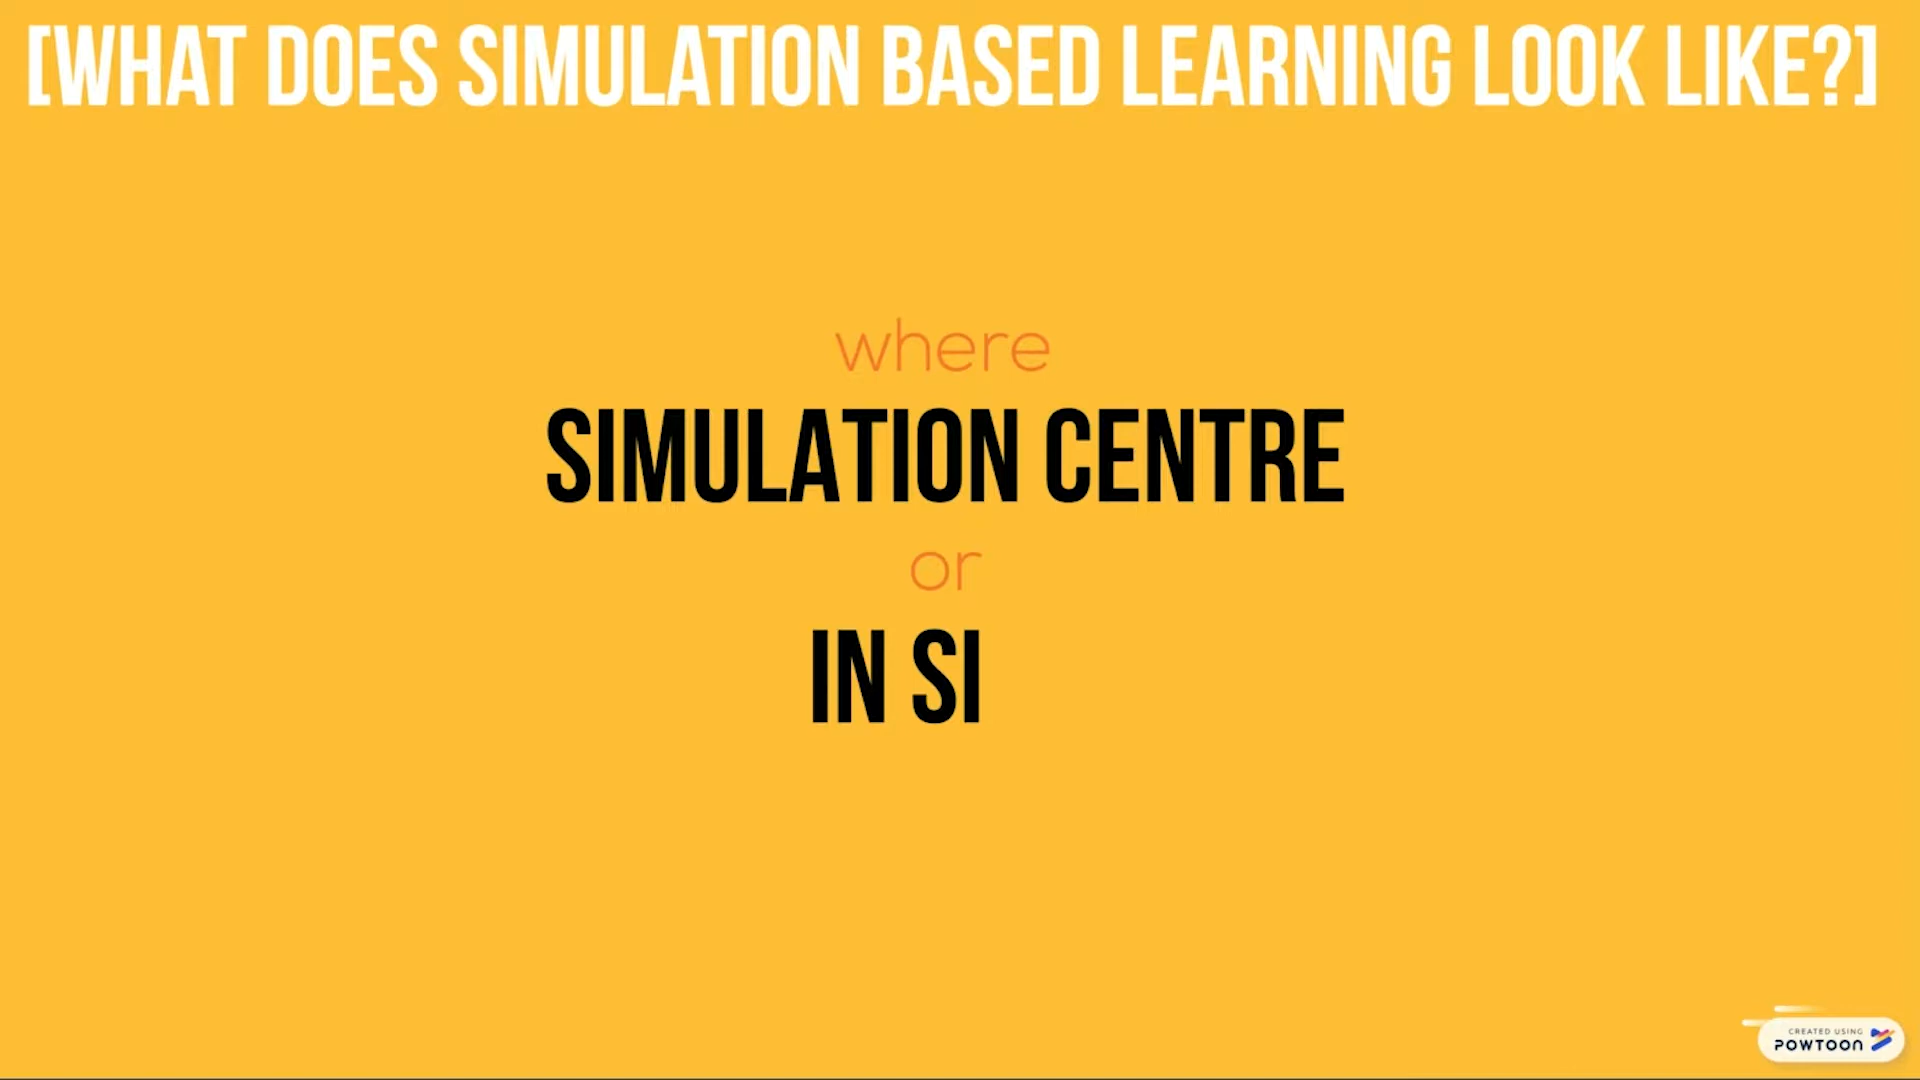 [WHAT DOES SIMULATION BASED LEARNING LOOK LIKE?]
where
SIMULATION CENTRE
or
IN SI
CREATED USING
POWTOON